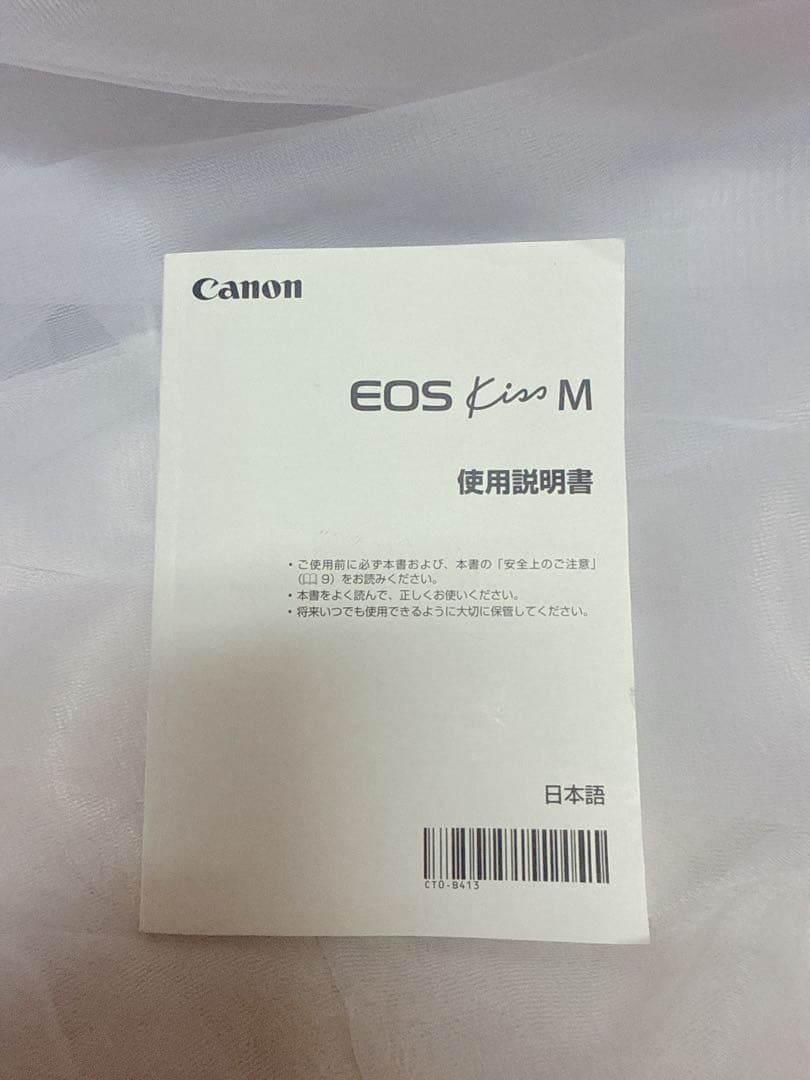 Canon
EOS Kiss M
使用説明書
・ご使用前に必ず本書および、本書の「安全上のご注意」
（ 9）をお読みください。
・本書をよく読んで、正しくお使いください。
・将来いつでも使用できるように大切に保管してください。
日本語
CT0-B413